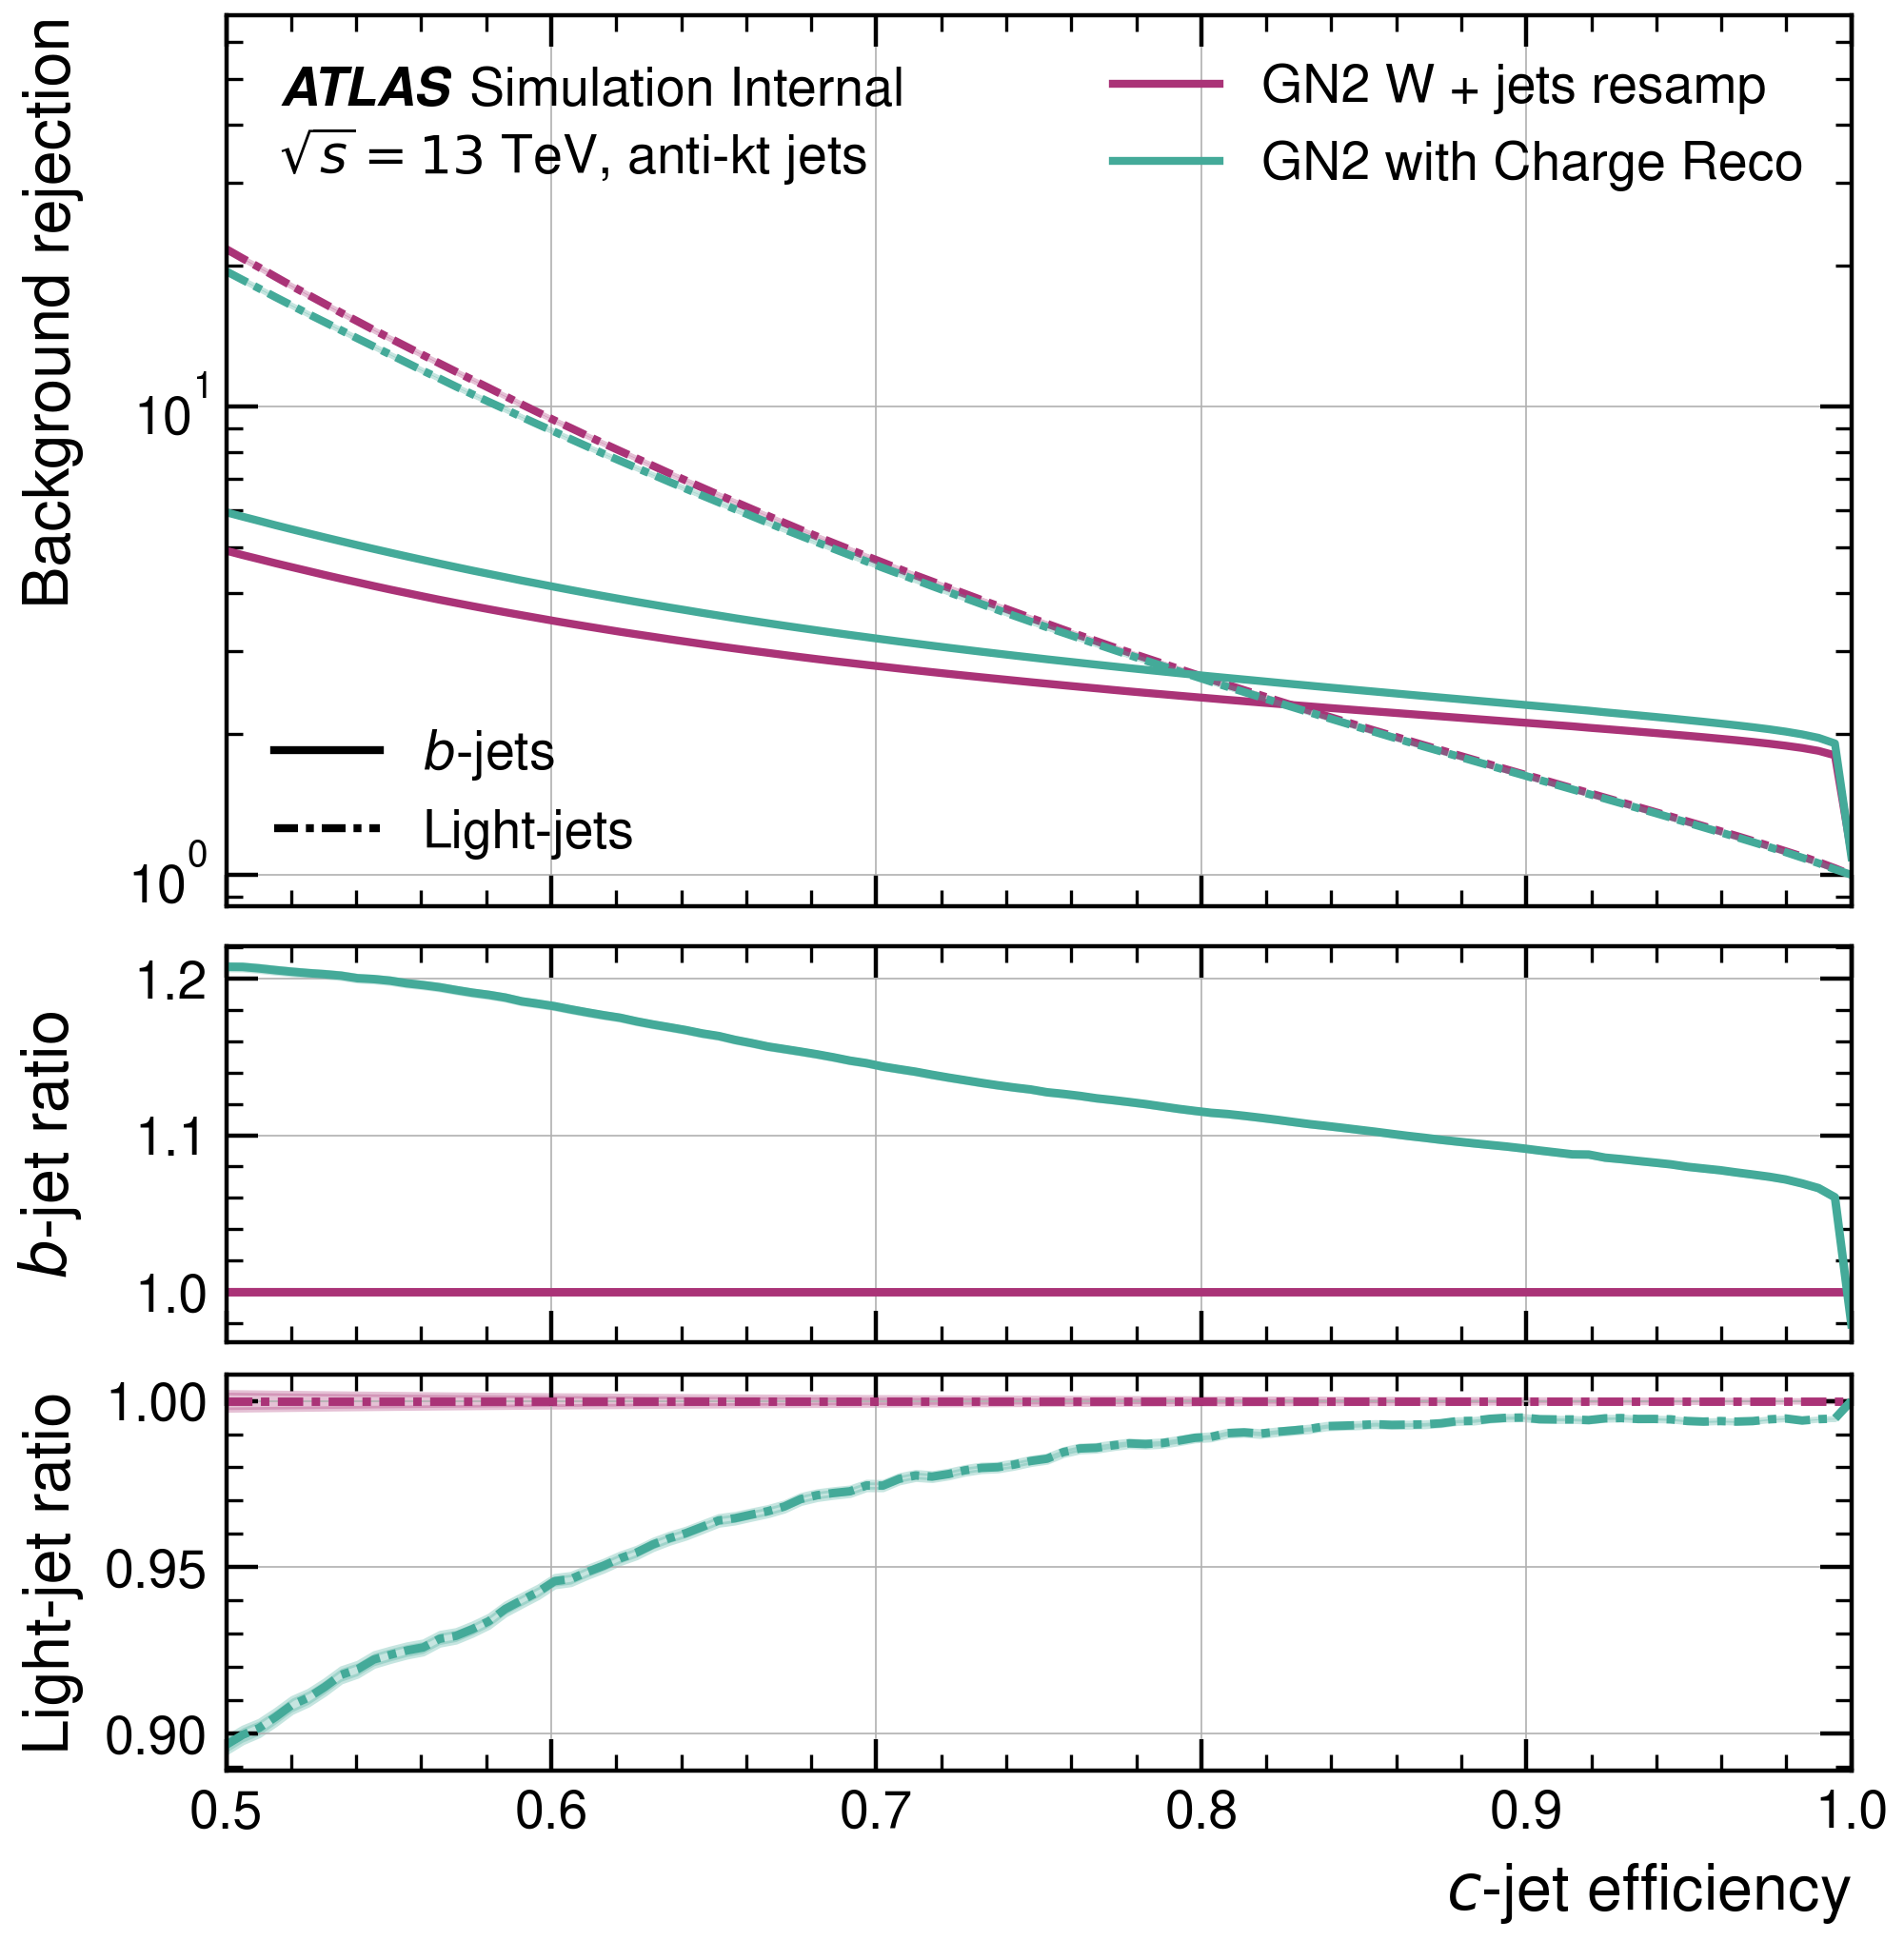 Background rejection
ATLAS Simulation Internal
√s = 13 TeV, anti-kt jets
GN2 W + jets resamp
GN2 with Charge Reco
10^1
10^0
b-jets
Light-jets
b-jet ratio
1.2
1.1
1.0
Light-jet ratio
1.00
0.95
0.90
0.5 0.6 0.7 0.8 0.9 1.0
c-jet efficiency